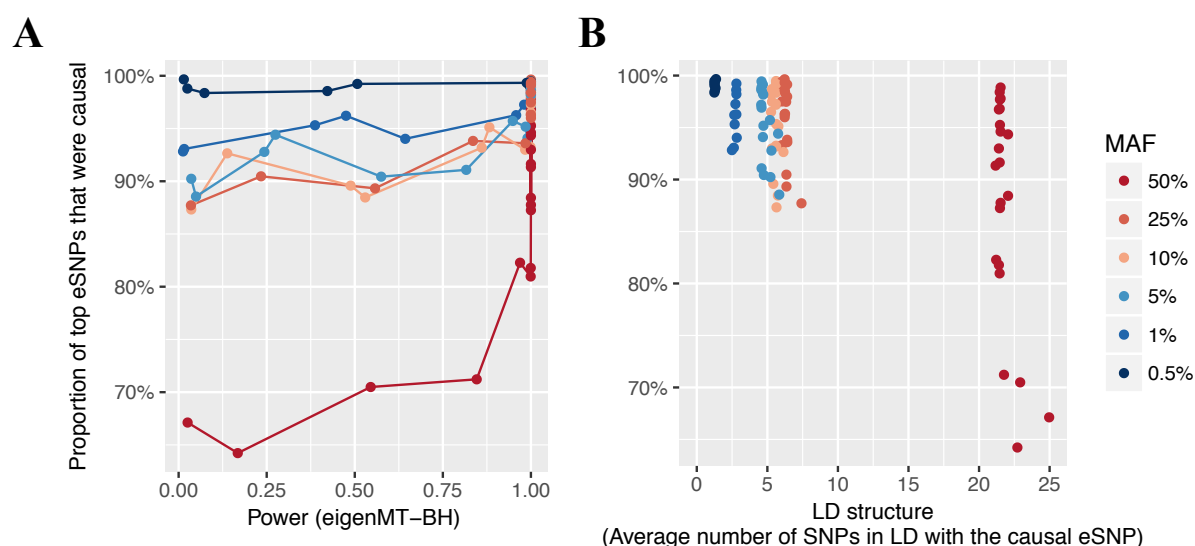 A
Proportion of top eSNPs that were causal
100%
90%
80%
70%
0.00 0.25 0.50 0.75 1.00
Power (eigenMT−BH)
B
100%
90%
80%
70%
0 5 10 15 20 25
LD structure
(Average number of SNPs in LD with the causal eSNP)
MAF
50%
25%
10%
5%
1%
0.5%